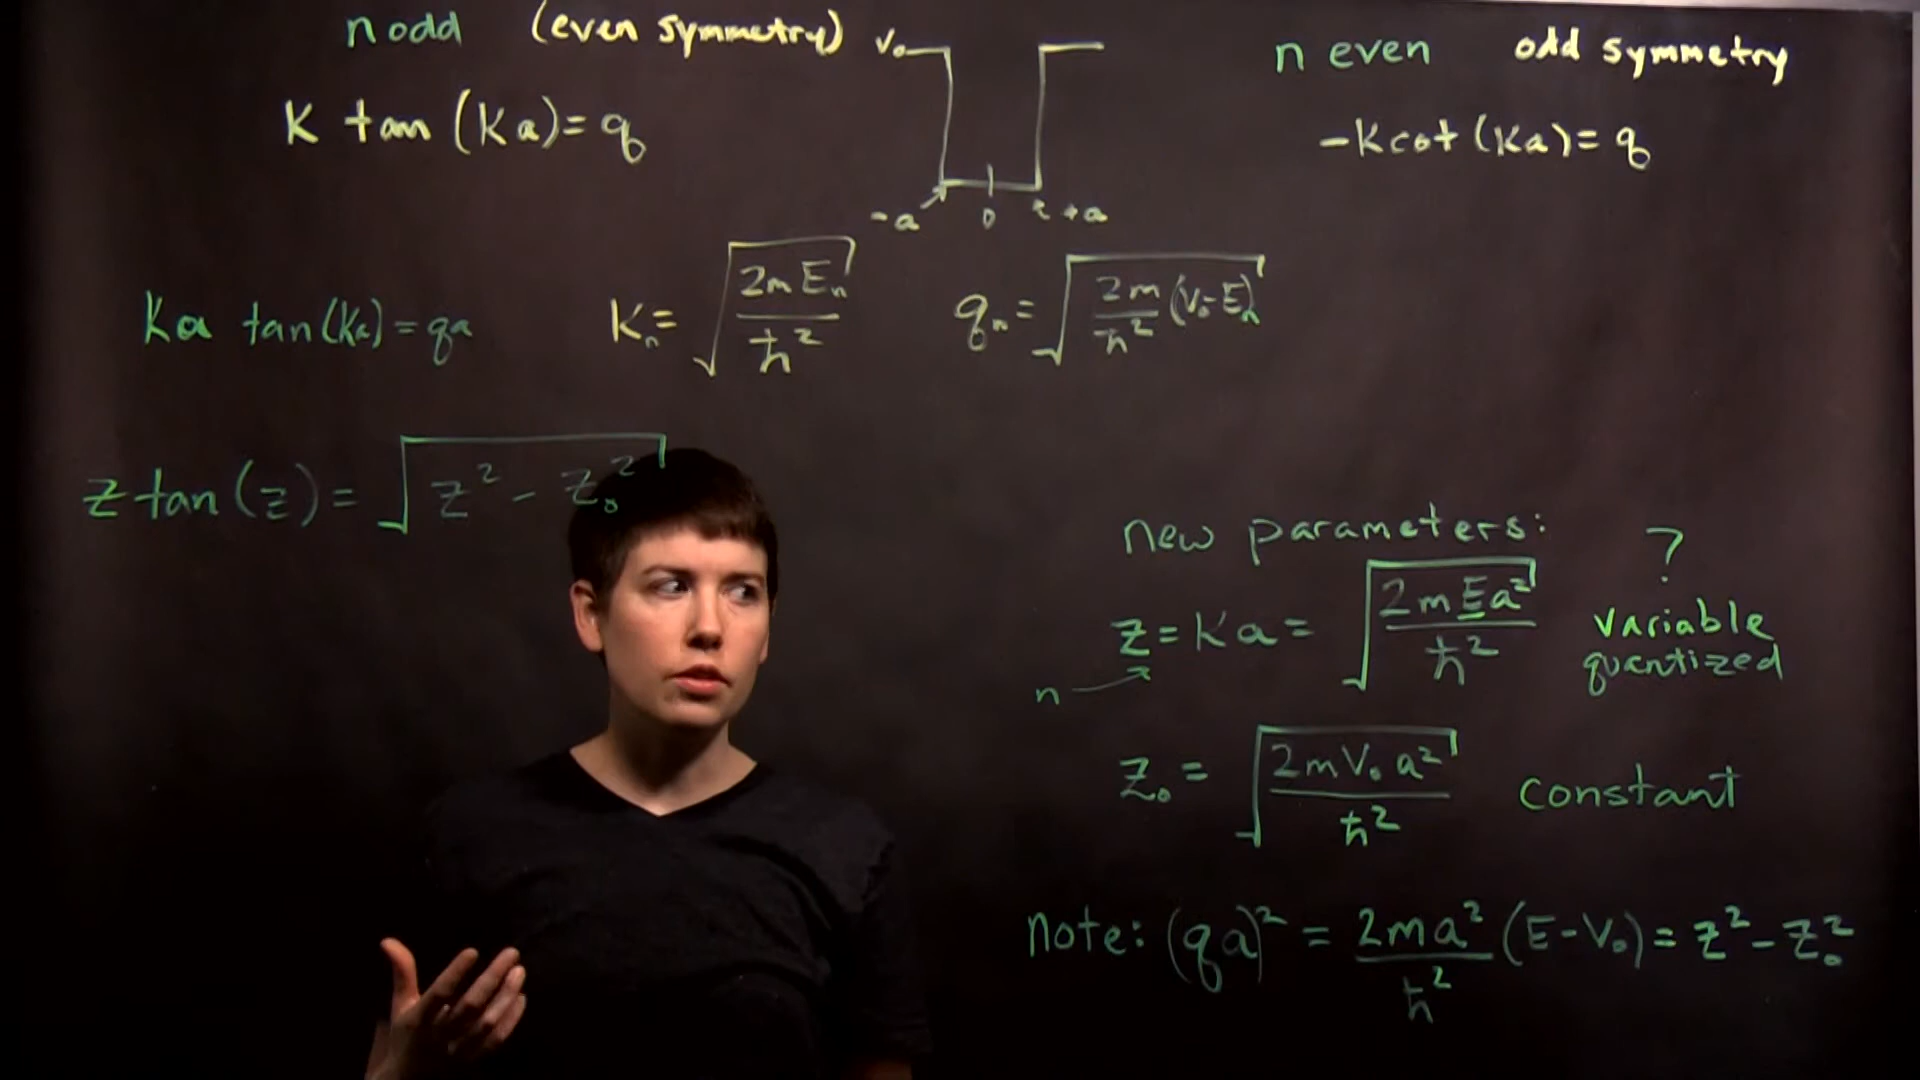 n odd (even symmetry)
K tan (Ka) = q
V₀
-a 0 +a
n even odd symmetry
-K cot (Ka) = q
Ka tan(Ka) = qa
Kₙ = √(2mEₙ/ħ²)
qₙ = √(2m/ħ² (V₀-Eₙ))
z tan(z) = √(z² - z₀²)
new parameters: ?
z = Ka = √(2mEa²/ħ²) variable quantized
n
z₀ = √(2mV₀a²/ħ²) constant
note: (qa)² = 2ma²/ħ² (E-V₀) = z² - z₀²